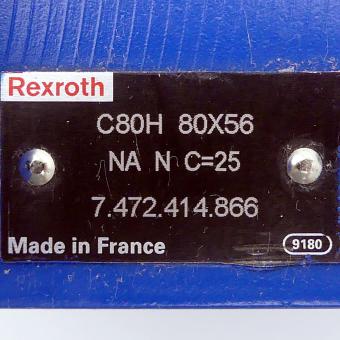 Rexroth
C80H 80X56
NA N C=25
7.472.414.866
Made in France
9180